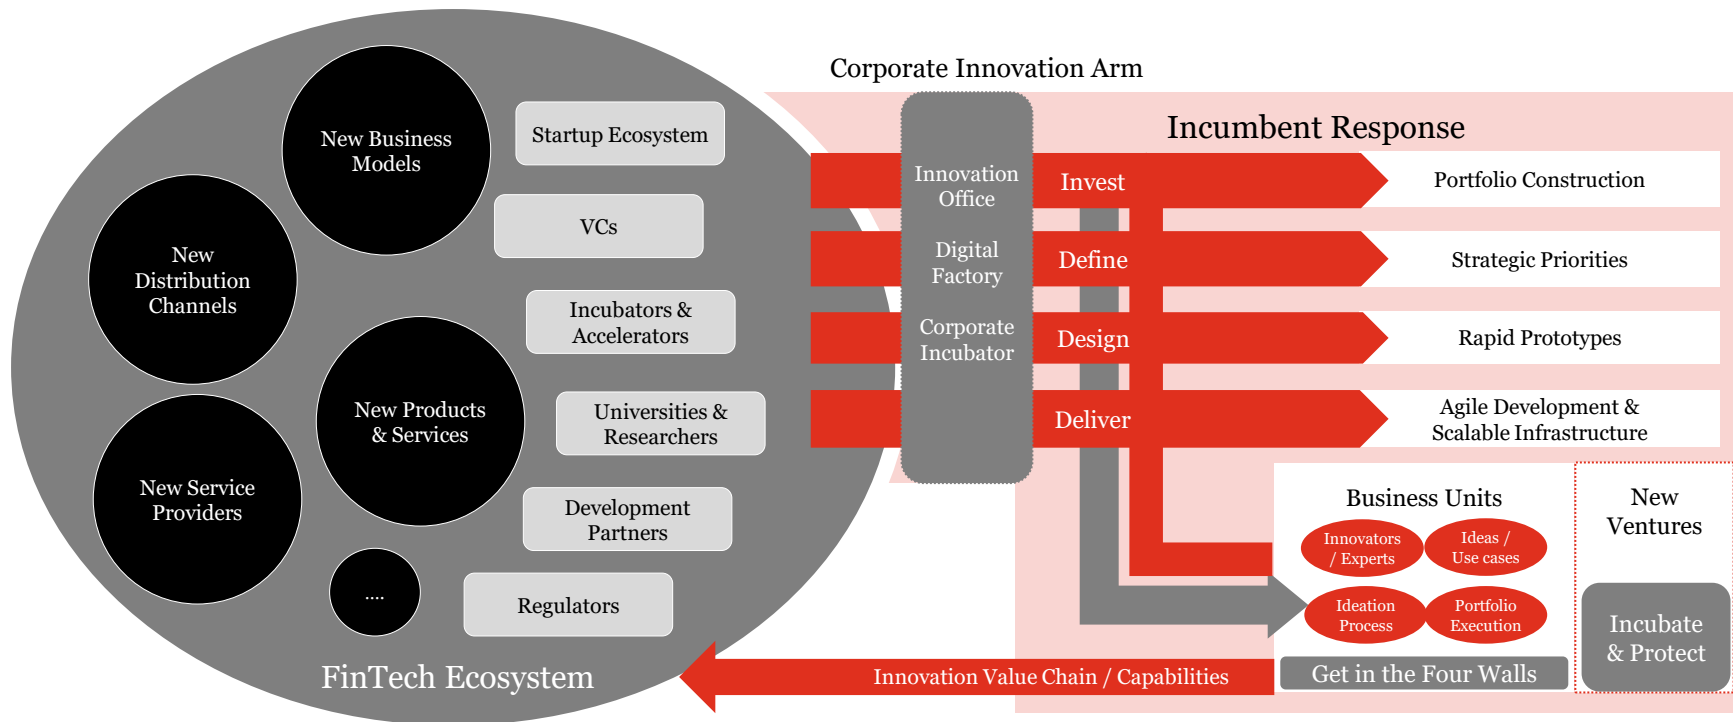 Corporate Innovation Arm
Incumbent Response
New Business
Models
New
Distribution
Channels
New Products
& Services
New Service
Providers
....
Startup Ecosystem
VCs
Incubators &
Accelerators
Universities &
Researchers
Development
Partners
Regulators
FinTech Ecosystem
Innovation
Office
Digital
Factory
Corporate
Incubator
Invest
Define
Design
Deliver
Portfolio Construction
Strategic Priorities
Rapid Prototypes
Agile Development &
Scalable Infrastructure
Business Units
Innovators
/ Experts
Ideas /
Use cases
Ideation
Process
Portfolio
Execution
Get in the Four Walls
New
Ventures
Incubate
& Protect
Innovation Value Chain / Capabilities